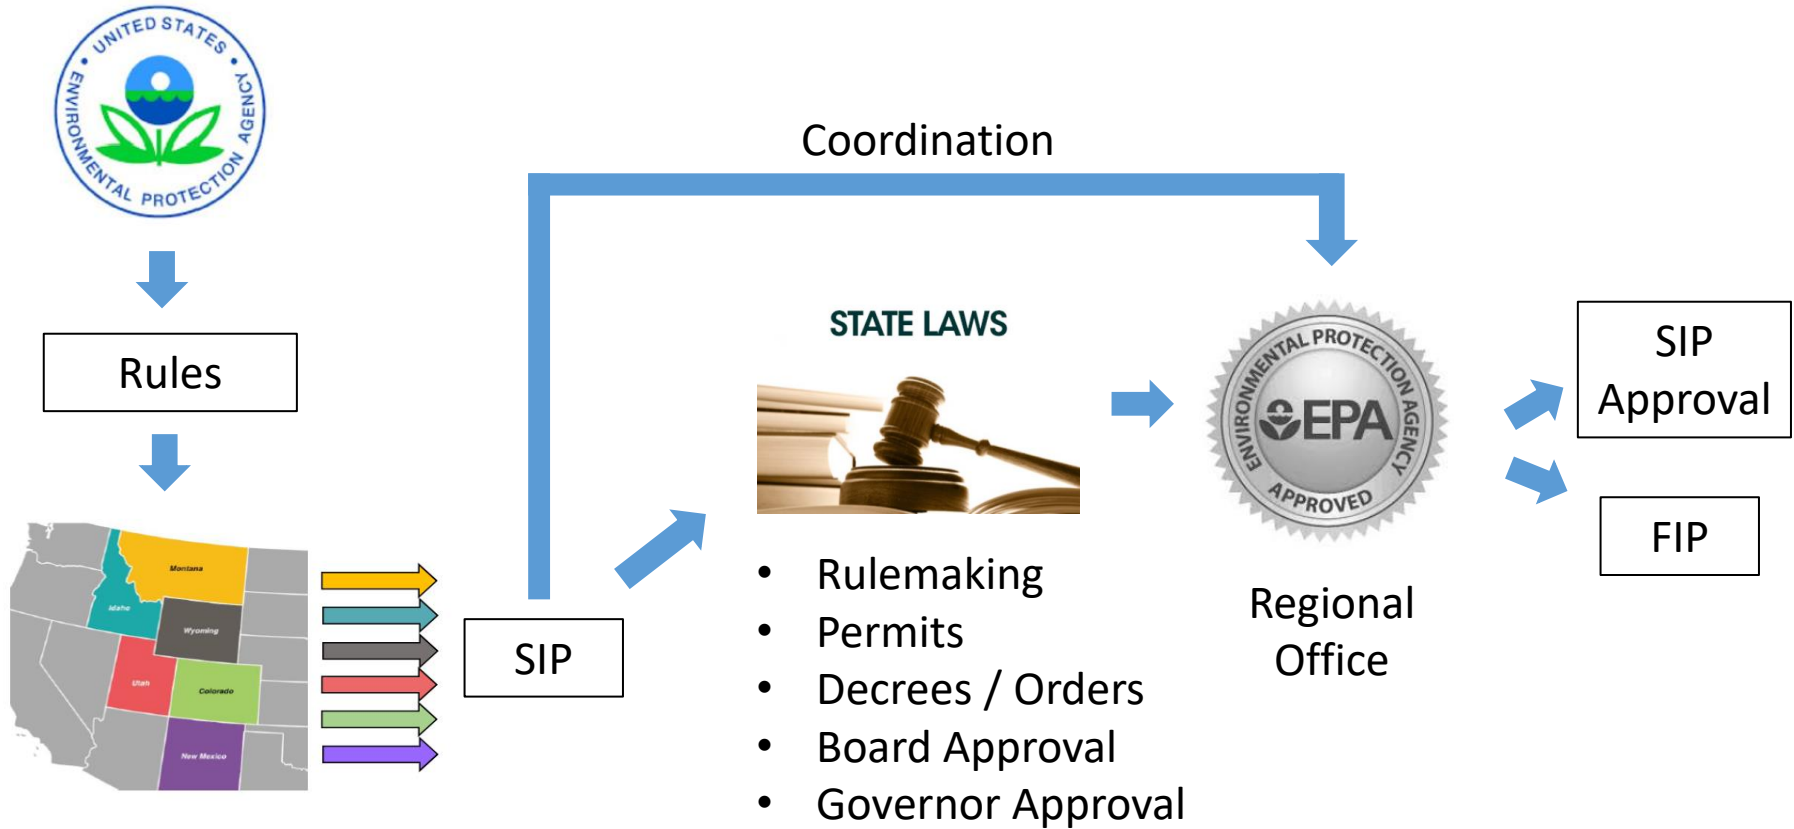 UNITED STATES
ENVIRONMENTAL PROTECTION AGENCY
Rules
Montana
Idaho
Wyoming
Utah
Colorado
New Mexico
SIP
Coordination
STATE LAWS
• Rulemaking
• Permits
• Decrees / Orders
• Board Approval
• Governor Approval
ENVIRONMENTAL PROTECTION AGENCY
EPA
APPROVED
Regional
Office
SIP
Approval
FIP